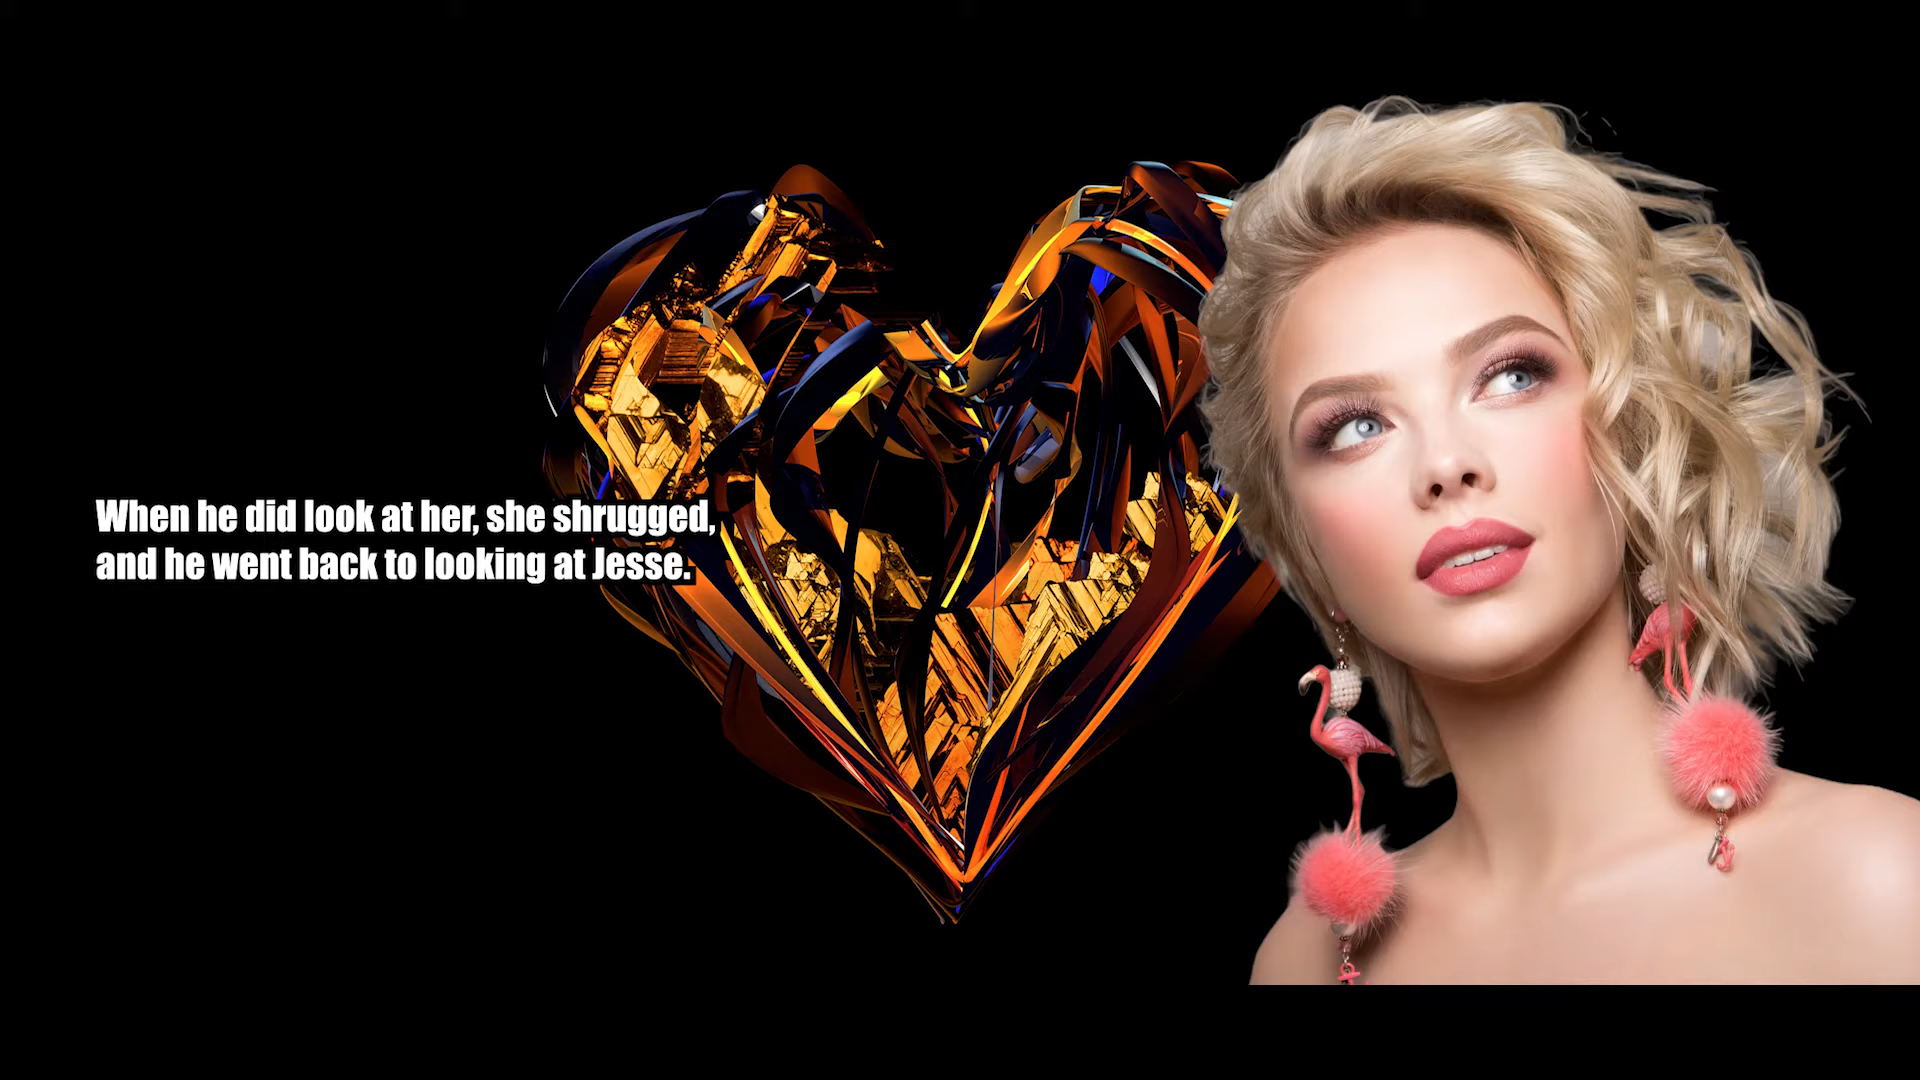 When he did look at her, she shrugged,
and he went back to looking at Jesse.